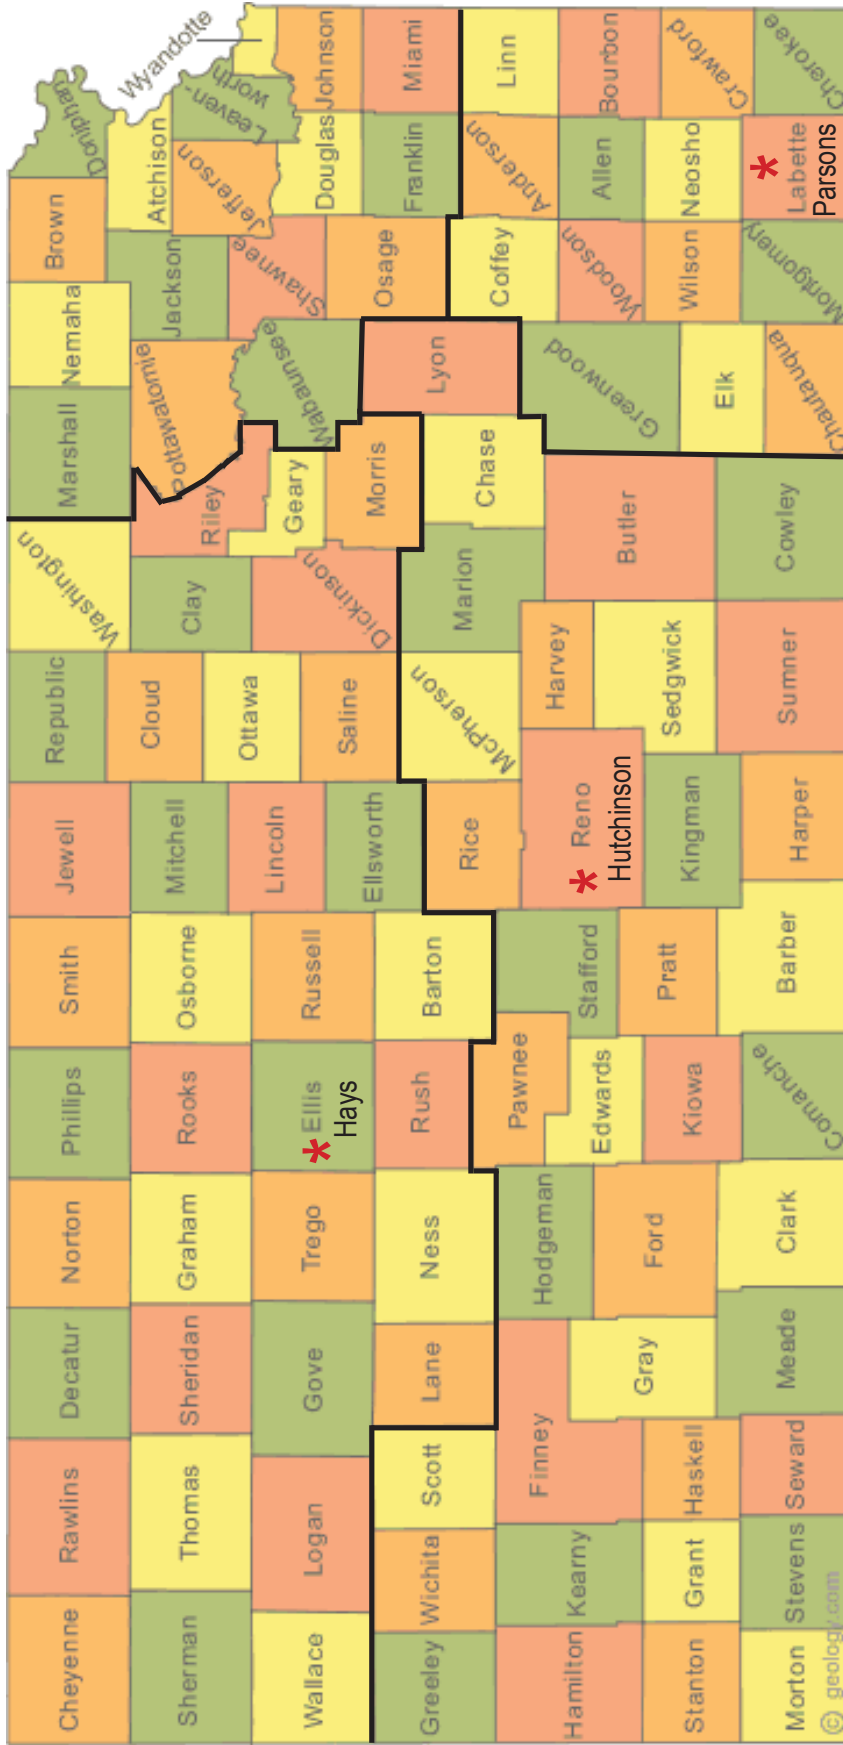 Cheyenne
Rawlins
Decatur
Norton
Phillips
Smith
Jewell
Republic
Washington
Marshall
Nemaha
Brown
Doniphan
Sherman
Thomas
Sheridan
Graham
Rooks
Osborne
Mitchell
Cloud
Clay
Riley
Pottawatomie
Jackson
Atchison
Jefferson
Leaven-
worth
Wyandotte
Wallace
Logan
Gove
Trego
Ellis
Hays
Russell
Lincoln
Ottawa
Saline
Dickinson
Geary
Wabaunsee
Shawnee
Douglas
Johnson
Greeley
Wichita
Scott
Lane
Ness
Rush
Barton
Ellsworth
Rice
McPherson
Marion
Morris
Chase
Lyon
Osage
Franklin
Miami
Hamilton
Kearny
Finney
Hodgeman
Pawnee
Stafford
Reno
Hutchinson
Harvey
Butler
Greenwood
Coffey
Anderson
Linn
Stanton
Grant
Haskell
Gray
Ford
Edwards
Kiowa
Pratt
Kingman
Sedgwick
Elk
Woodson
Allen
Bourbon
Wilson
Neosho
Crawford
Morton
Stevens
Seward
Meade
Clark
Comanche
Barber
Harper
Sumner
Cowley
Chautauqua
Montgomery
Labette
Parsons
Cherokee
© geology.com